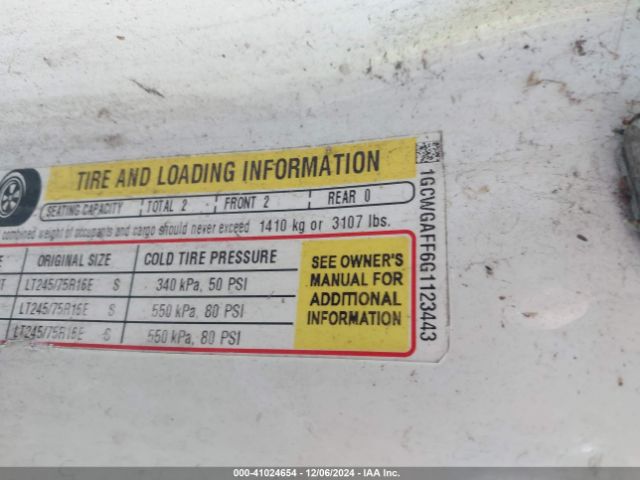 TIRE AND LOADING INFORMATION
SEATING CAPACITY TOTAL 2 FRONT 2 REAR 0
combined weight of occupants and cargo should never exceed 1410 kg or 3107 lbs.
ORIGINAL SIZE COLD TIRE PRESSURE
LT245/75R16E S 340 kPa, 50 PSI
LT245/75R16E S 550 kPa, 80 PSI
LT245/75R16E S 550 kPa, 80 PSI
SEE OWNER'S
MANUAL FOR
ADDITIONAL
INFORMATION
1GCWGAFF6G1123443
000-41024654 - 12/06/2024 - IAA Inc.